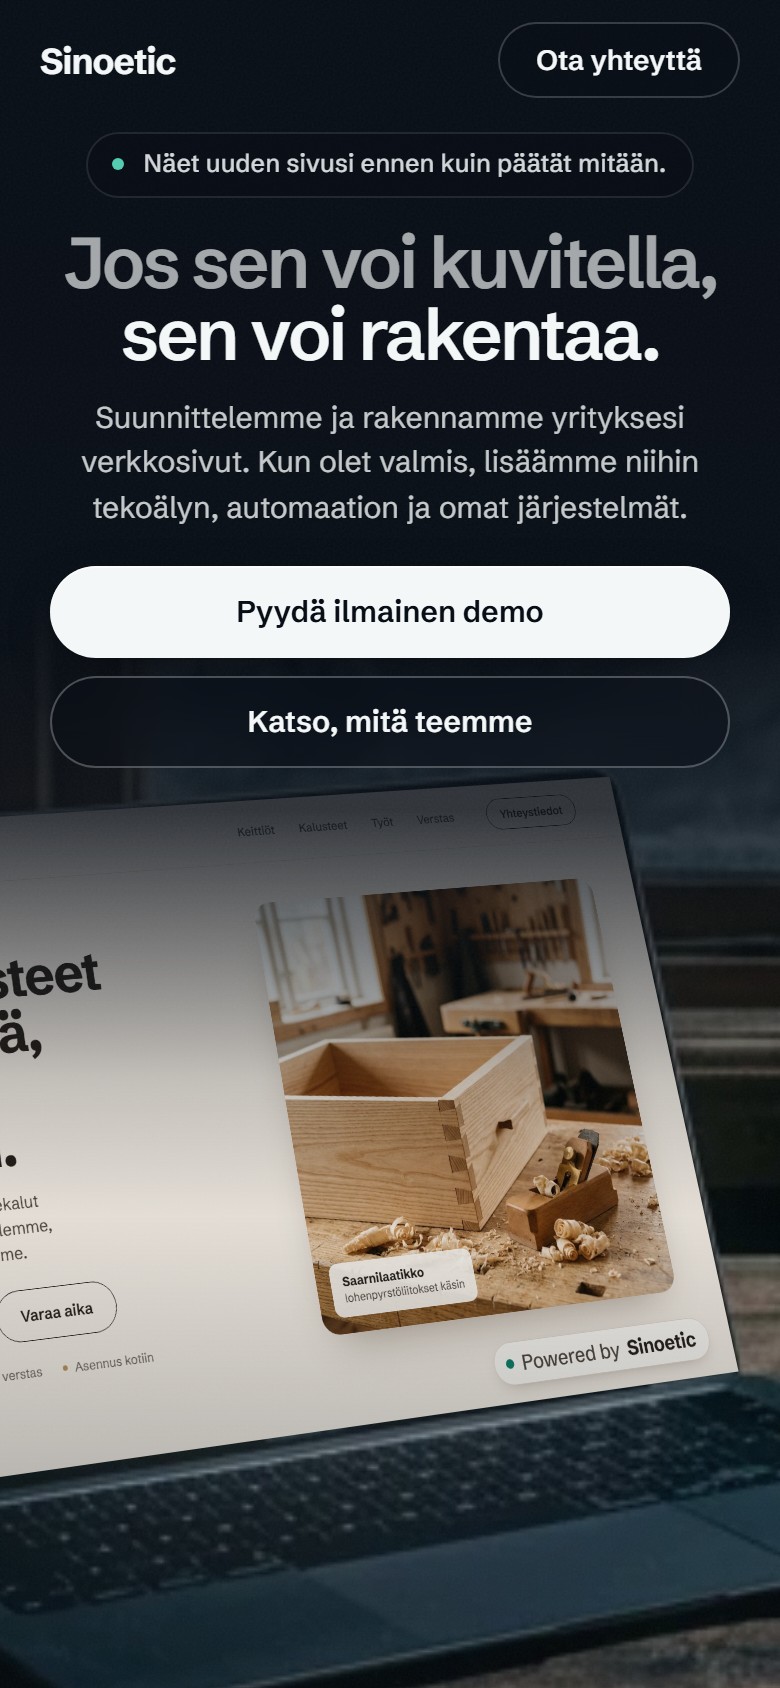 Sinoetic
Ota yhteyttä
Näet uuden sivusi ennen kuin päätät mitään.
Jos sen voi kuvitella,
sen voi rakentaa.
Suunnittelemme ja rakennamme yrityksesi
verkkosivut. Kun olet valmis, lisäämme niihin
tekoälyn, automaation ja omat järjestelmät.
Pyydä ilmainen demo
Katso, mitä teemme
Keittiöt Kalusteet Työt Verstas Yhteystiedot
steet
ä,
.
ekalut
lemme,
me.
Varaa aika
verstas Asennus kotiin
Saarnilaatikko
lohenpyrstöliitokset käsin
Powered by Sinoetic